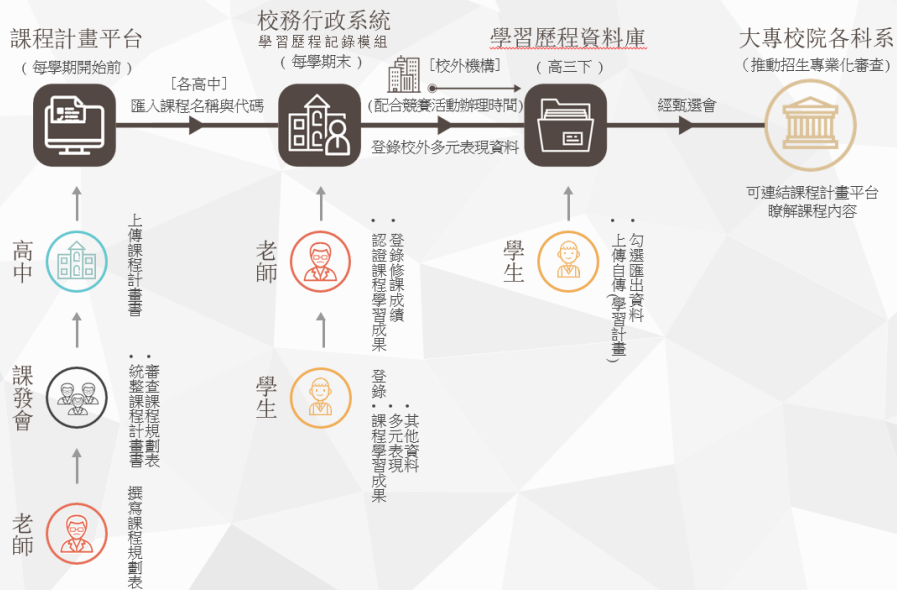 課程計畫平台
(每學期開始前)
[各高中]
匯入課程名稱與代碼
校務行政系統
學習歷程記錄模組
(每學期末)
[校外機構]
(配合競賽活動辦理時間)
登錄校外多元表現資料
學習歷程資料庫
(高三下)
經甄選會
大專校院各科系
(推動招生專業化審查)
可連結課程計畫平台
瞭解課程內容
高中
上傳課程計畫書
課發會
•審查課程規劃表
•統整課程計畫書
老師
撰寫課程規劃表
老師
•登錄修課成績
•認證課程學習成果
學生
登錄
•其他資料
•多元表現
•課程學習成果
學生
•勾選匯出資料
•上傳自傳(學習計畫)